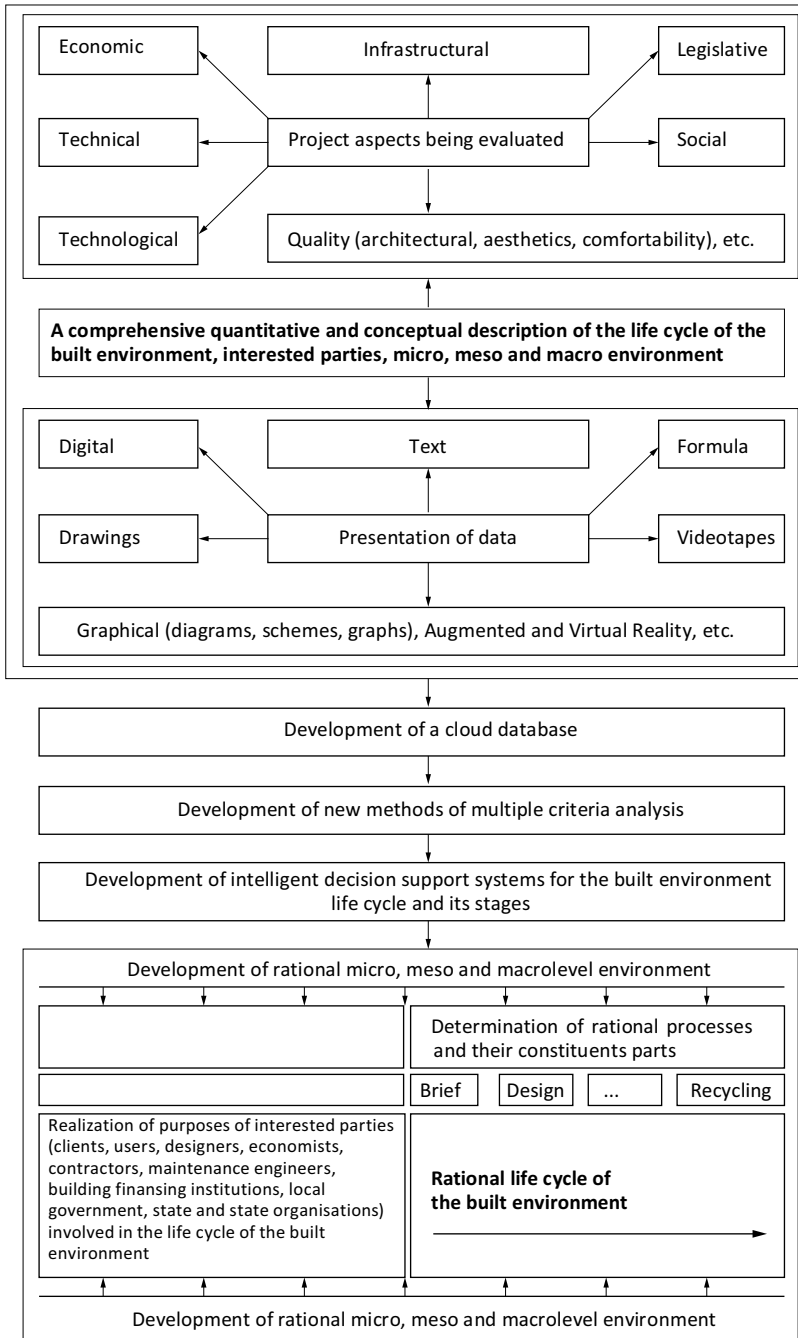 Economic
Infrastructural
Legislative
Technical
Project aspects being evaluated
Social
Technological
Quality (architectural, aesthetics, comfortability), etc.
A comprehensive quantitative and conceptual description of the life cycle of the
built environment, interested parties, micro, meso and macro environment
Digital
Text
Formula
Drawings
Presentation of data
Videotapes
Graphical (diagrams, schemes, graphs), Augmented and Virtual Reality, etc.
Development of a cloud database
Development of new methods of multiple criteria analysis
Development of intelligent decision support systems for the built environment
life cycle and its stages
Development of rational micro, meso and macrolevel environment
Determination of rational processes
and their constituents parts
Brief
Design
...
Recycling
Realization of purposes of interested parties
(clients, users, designers, economists,
contractors, maintenance engineers,
building finansing institutions, local
government, state and state organisations)
involved in the life cycle of the built
environment
Rational life cycle of
the built environment
Development of rational micro, meso and macrolevel environment